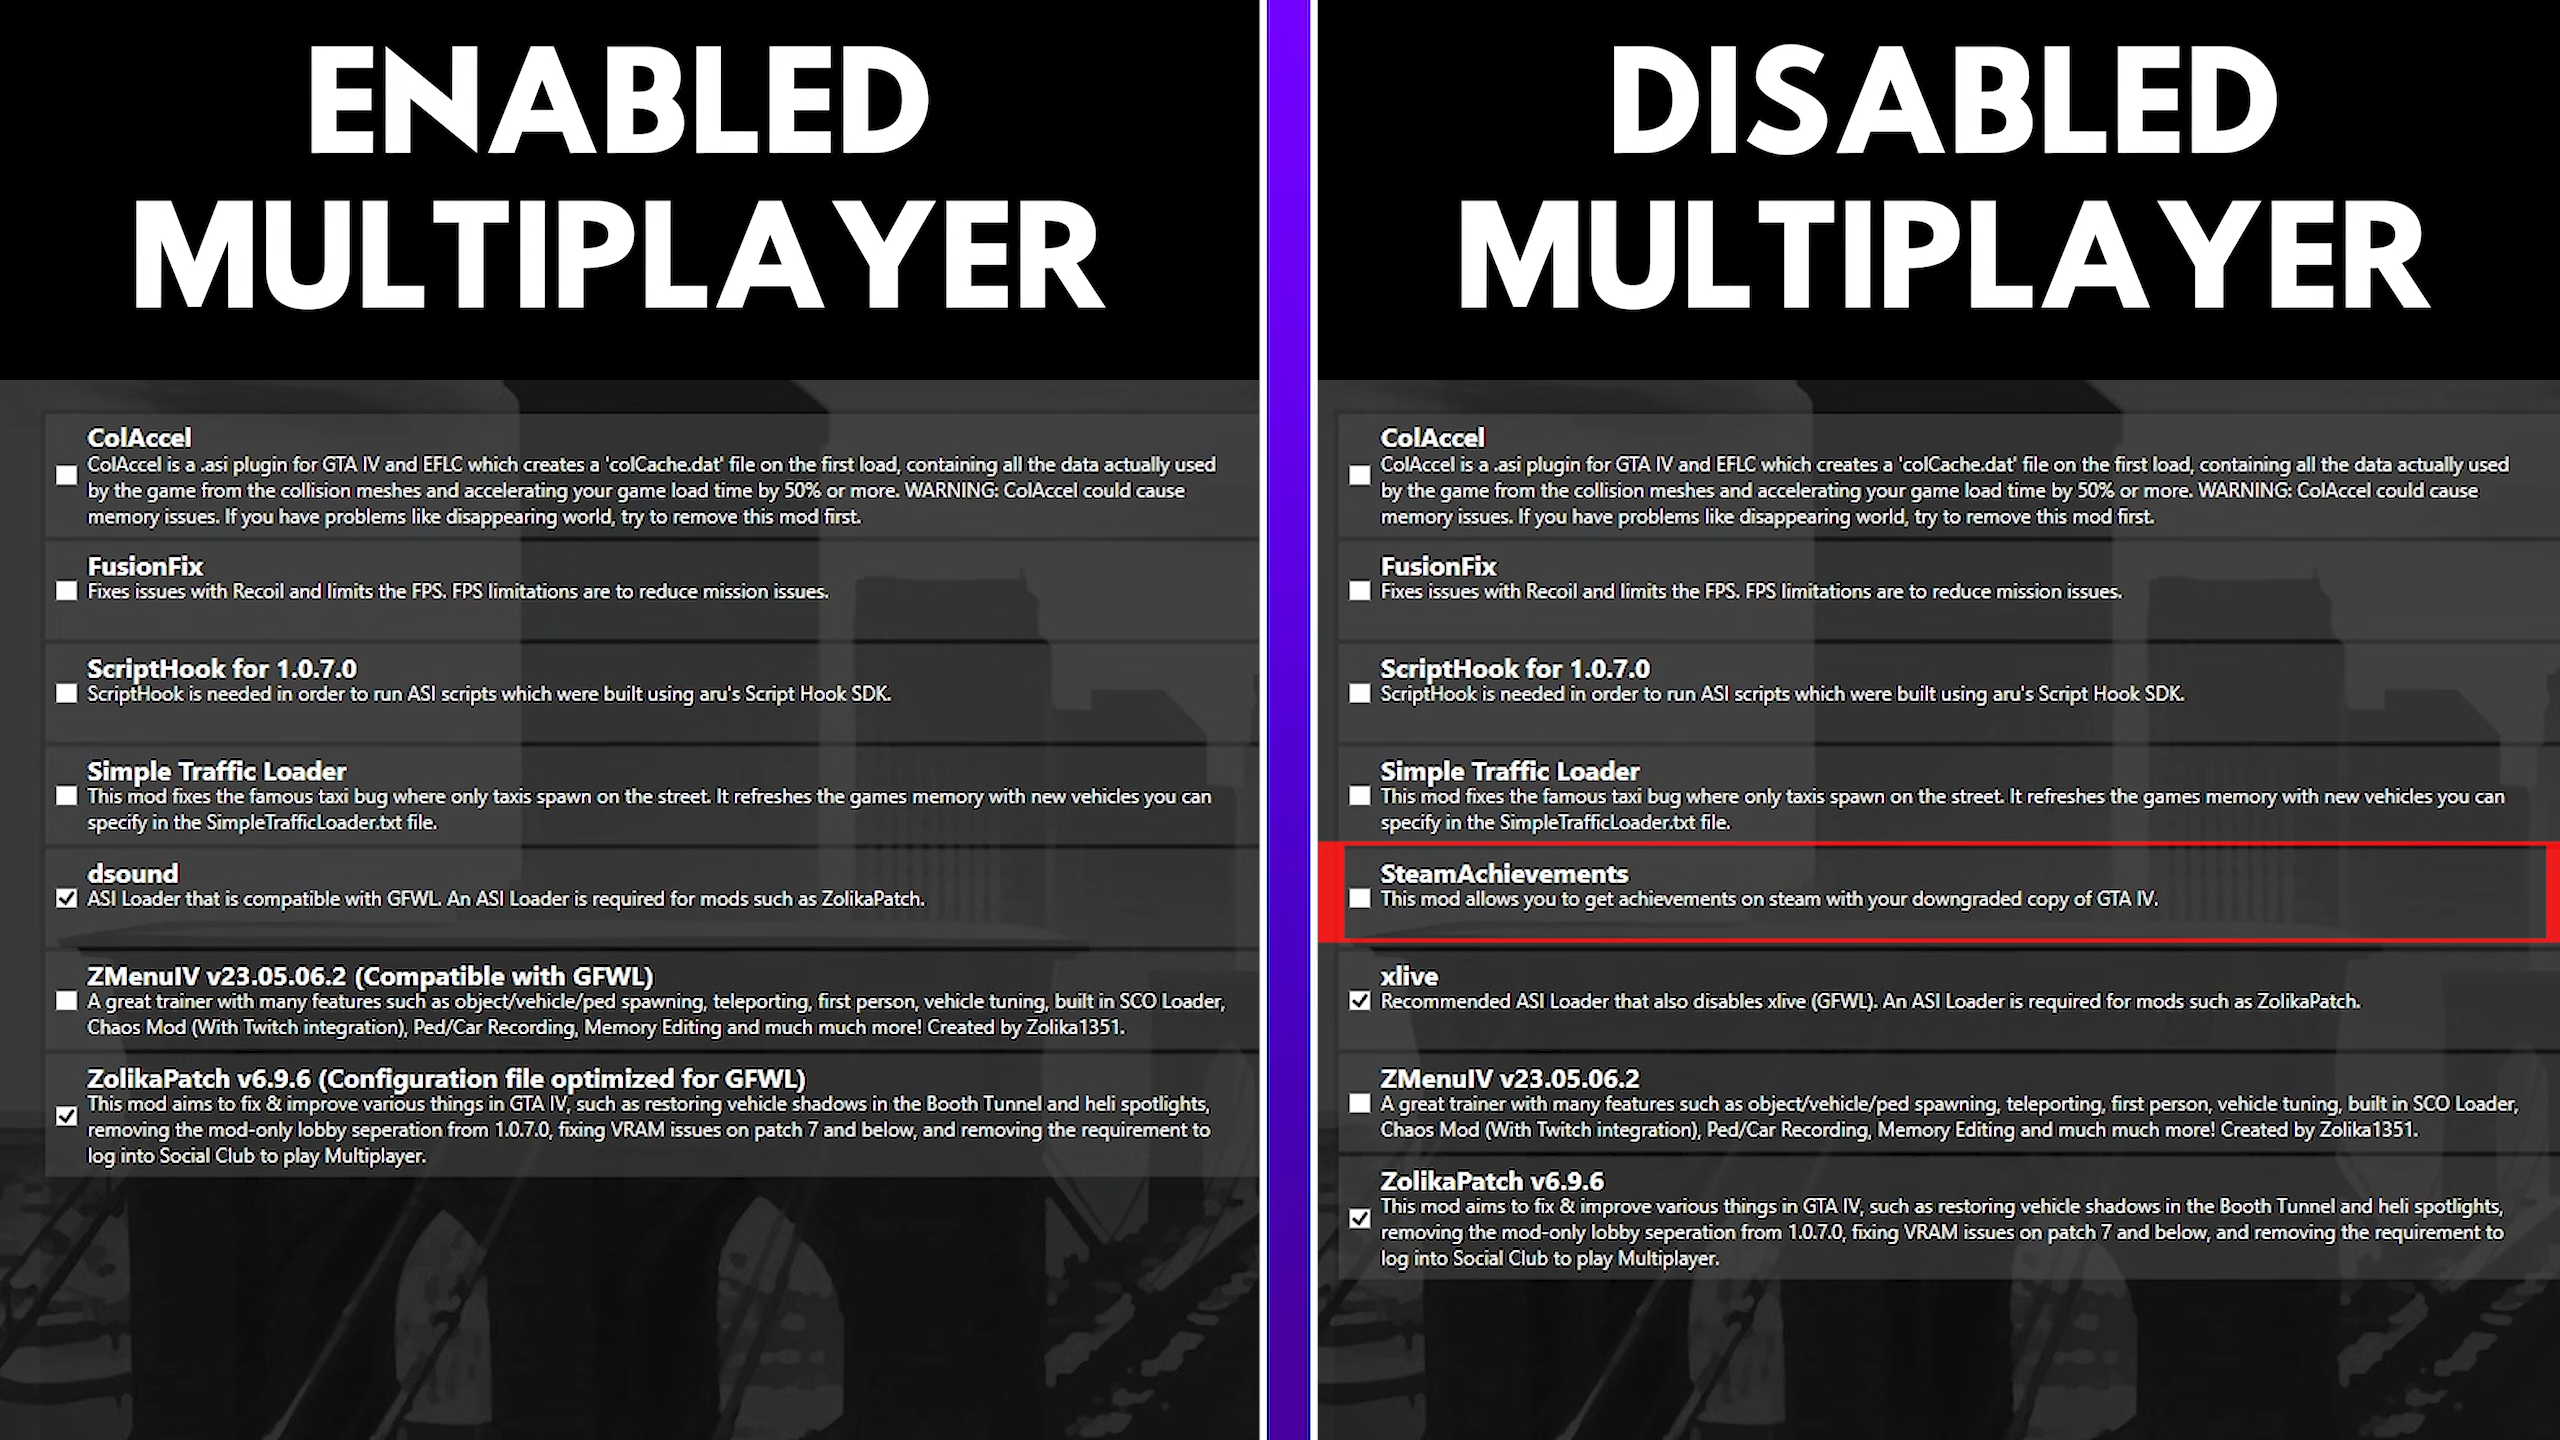 ENABLED
MULTIPLAYER
ColAccel
ColAccel is a .asi plugin for GTA IV and EFLC which creates a 'colCache.dat' file on the first load, containing all the data actually used
by the game from the collision meshes and accelerating your game load time by 50% or more. WARNING: ColAccel could cause
memory issues. If you have problems like disappearing world, try to remove this mod first.
FusionFix
Fixes issues with Recoil and limits the FPS. FPS limitations are to reduce mission issues.
ScriptHook for 1.0.7.0
ScriptHook is needed in order to run ASI scripts which were built using aru's Script Hook SDK.
Simple Traffic Loader
This mod fixes the famous taxi bug where only taxis spawn on the street. It refreshes the games memory with new vehicles you can
specify in the SimpleTrafficLoader.txt file.
dsound
ASI Loader that is compatible with GFWL. An ASI Loader is required for mods such as ZolikaPatch.
ZMenuIV v23.05.06.2 (Compatible with GFWL)
A great trainer with many features such as object/vehicle/ped spawning, teleporting, first person, vehicle tuning, built in SCO Loader,
Chaos Mod (With Twitch integration), Ped/Car Recording, Memory Editing and much much more! Created by Zolika1351.
ZolikaPatch v6.9.6 (Configuration file optimized for GFWL)
This mod aims to fix & improve various things in GTA IV, such as restoring vehicle shadows in the Booth Tunnel and heli spotlights,
removing the mod-only lobby seperation from 1.0.7.0, fixing VRAM issues on patch 7 and below, and removing the requirement to
log into Social Club to play Multiplayer.
DISABLED
MULTIPLAYER
ColAccel
ColAccel is a .asi plugin for GTA IV and EFLC which creates a 'colCache.dat' file on the first load, containing all the data actually used
by the game from the collision meshes and accelerating your game load time by 50% or more. WARNING: ColAccel could cause
memory issues. If you have problems like disappearing world, try to remove this mod first.
FusionFix
Fixes issues with Recoil and limits the FPS. FPS limitations are to reduce mission issues.
ScriptHook for 1.0.7.0
ScriptHook is needed in order to run ASI scripts which were built using aru's Script Hook SDK.
Simple Traffic Loader
This mod fixes the famous taxi bug where only taxis spawn on the street. It refreshes the games memory with new vehicles you can
specify in the SimpleTrafficLoader.txt file.
SteamAchievements
This mod allows you to get achievements on steam with your downgraded copy of GTA IV.
xlive
Recommended ASI Loader that also disables xlive (GFWL). An ASI Loader is required for mods such as ZolikaPatch.
ZMenuIV v23.05.06.2
A great trainer with many features such as object/vehicle/ped spawning, teleporting, first person, vehicle tuning, built in SCO Loader,
Chaos Mod (With Twitch integration), Ped/Car Recording, Memory Editing and much much more! Created by Zolika1351.
ZolikaPatch v6.9.6
This mod aims to fix & improve various things in GTA IV, such as restoring vehicle shadows in the Booth Tunnel and heli spotlights,
removing the mod-only lobby seperation from 1.0.7.0, fixing VRAM issues on patch 7 and below, and removing the requirement to
log into Social Club to play Multiplayer.